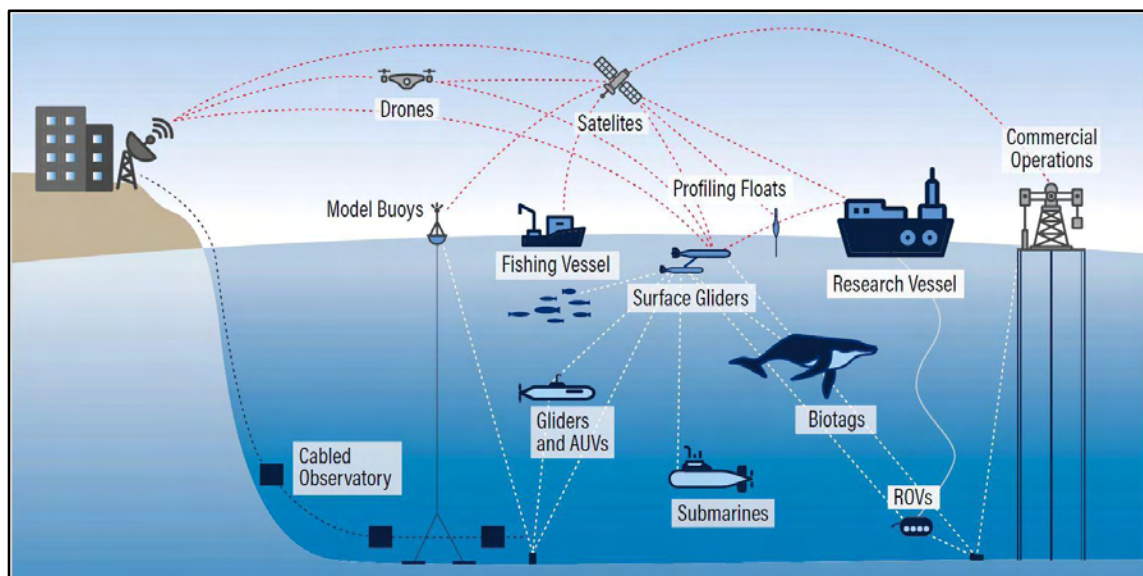 Drones
Satelites
Commercial
Operations
Profiling Floats
Model Buoys
Fishing Vessel
Research Vessel
Surface Gliders
Gliders
and AUVs
Biotags
Cabled
Observatory
Submarines
ROVs